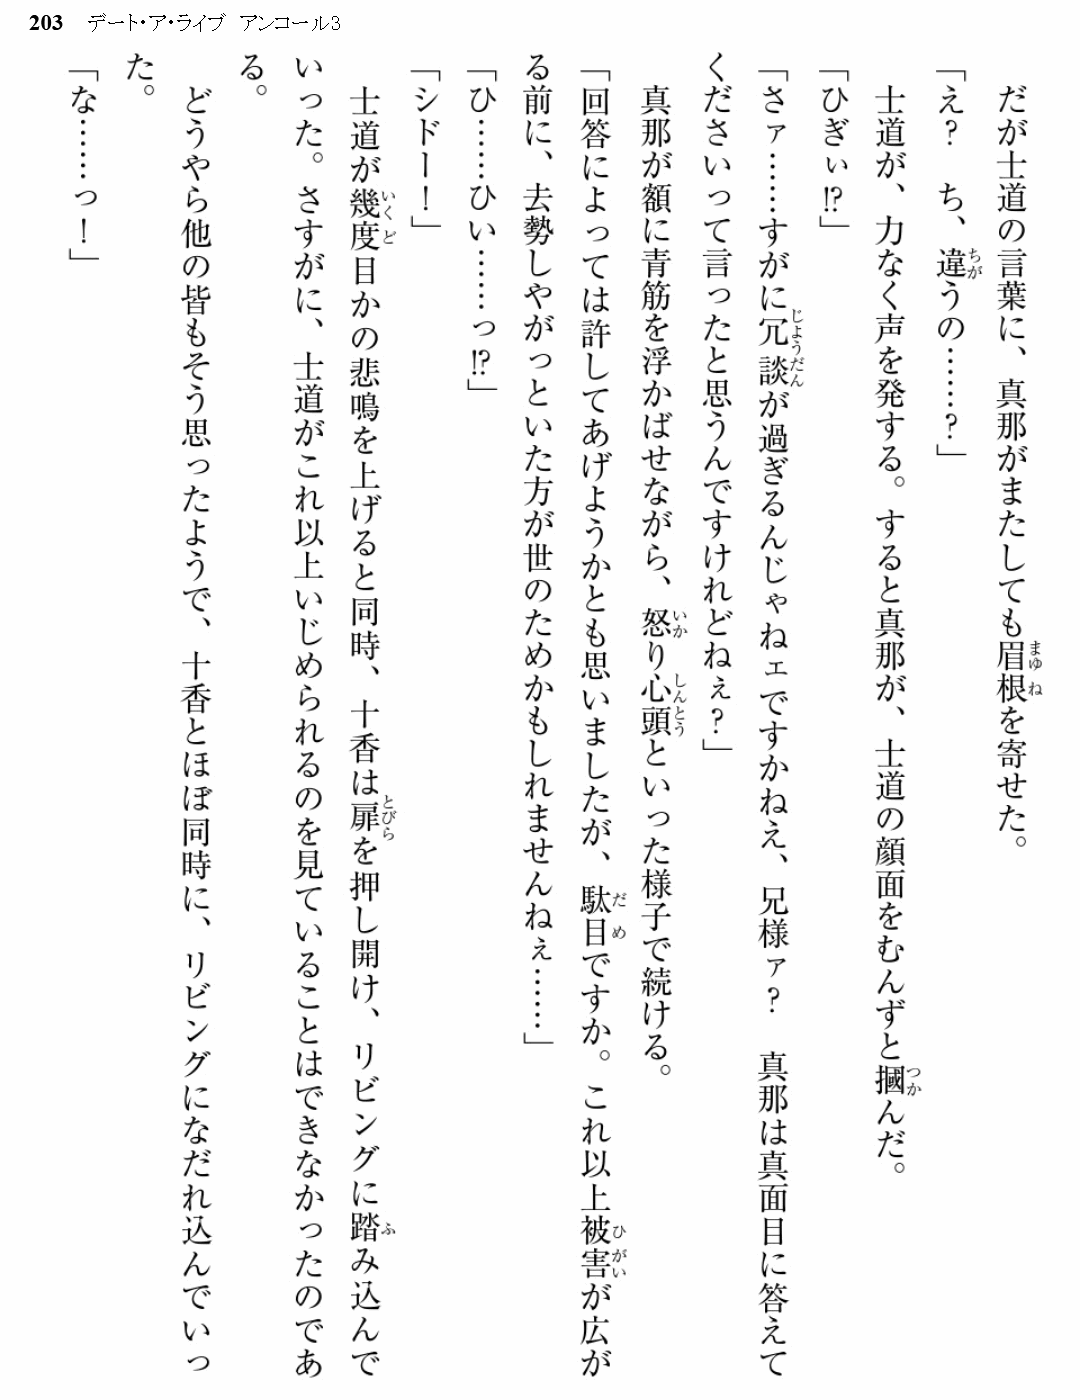 203 デート・ア・ライブ アンコール3
だが士道の言葉に、真那がまたしても眉根を寄せた。
「え? ち、違うの……?」
士道が、力なく声を発する。すると真那が、士道の顔面をむんずと摑んだ。
「ひぎぃ!?」
「さァ……すがに冗談が過ぎるんじゃねェですかねえ、兄様ァ? 真那は真面目に答えて
くださいって言ったと思うんですけれどねぇ?」
真那が額に青筋を浮かばせながら、怒り心頭といった様子で続ける。
「回答によっては許してあげようかとも思いましたが、駄目ですか。これ以上被害が広が
る前に、去勢しやがっといた方が世のためかもしれませんねぇ……」
「ひ……ひい……っ!?」
「シドー!」
士道が幾度目かの悲鳴を上げると同時、十香は扉を押し開け、リビングに踏み込んで
いった。さすがに、士道がこれ以上いじめられるのを見ていることはできなかったのであ
る。
どうやら他の皆もそう思ったようで、十香とほぼ同時に、リビングになだれ込んでいっ
た。
「な……っ!」